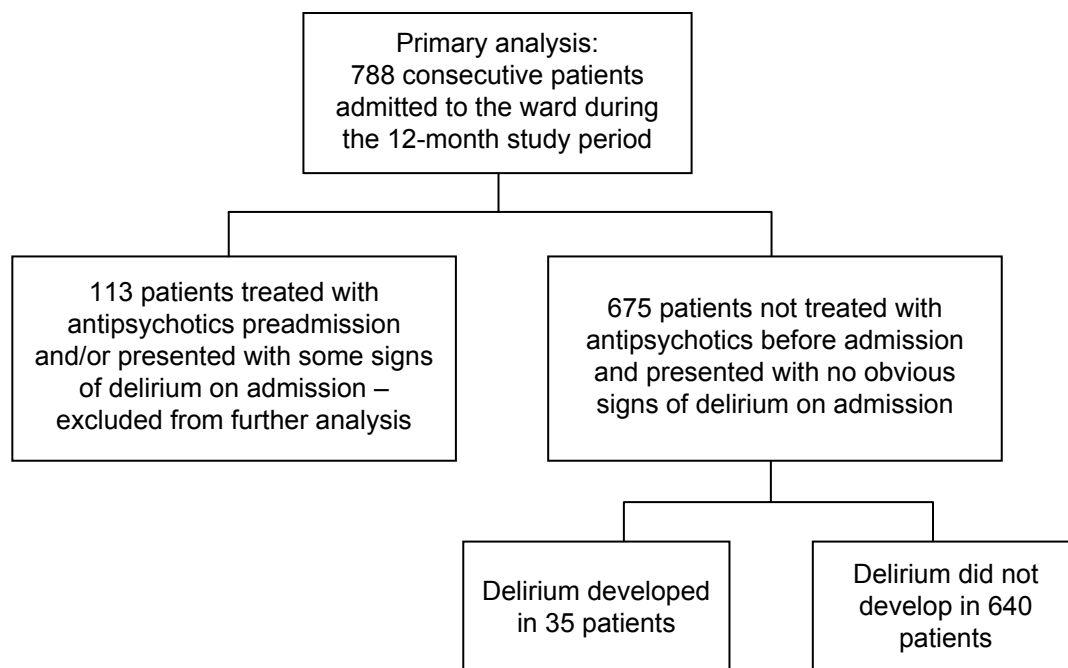 Primary analysis:
788 consecutive patients
admitted to the ward during
the 12-month study period
113 patients treated with
antipsychotics preadmission
and/or presented with some signs
of delirium on admission –
excluded from further analysis
675 patients not treated with
antipsychotics before admission
and presented with no obvious
signs of delirium on admission
Delirium developed
in 35 patients
Delirium did not
develop in 640
patients